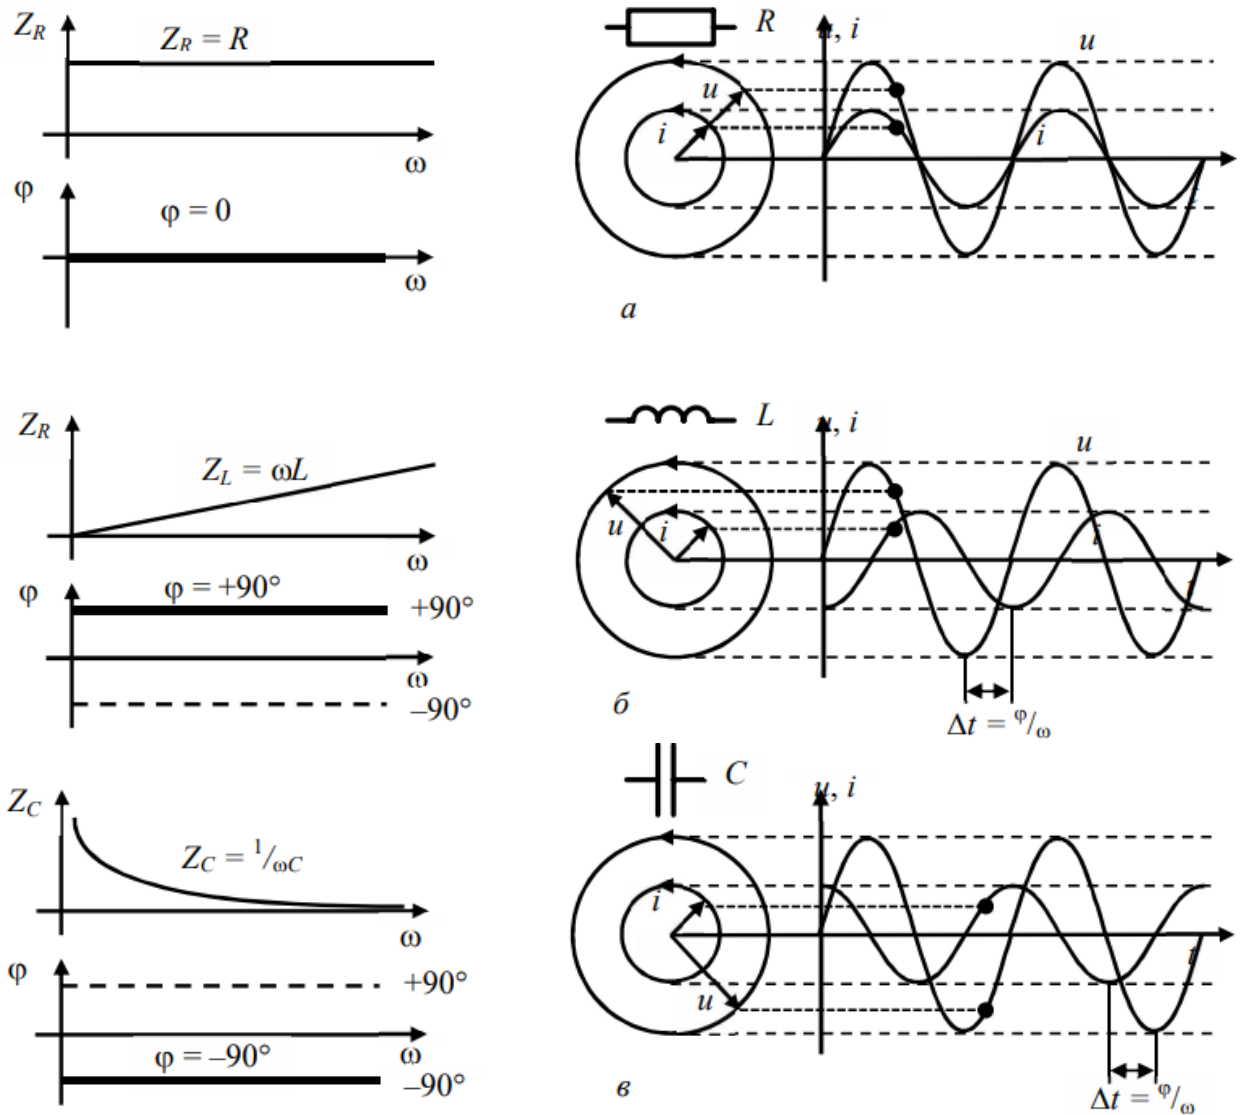 Z_R
Z_R = R
ω
φ
φ = 0
ω
R
u, i
u
u
i
i
t
а
Z_R
Z_L = ωL
ω
φ
φ = +90°
+90°
ω
–90°
L
u, i
u
u
i
i
t
б
Δt = φ/ω
Z_C
Z_C = 1/ωC
ω
φ
+90°
φ = –90°
ω
–90°
C
u, i
i
u
t
в
Δt = φ/ω